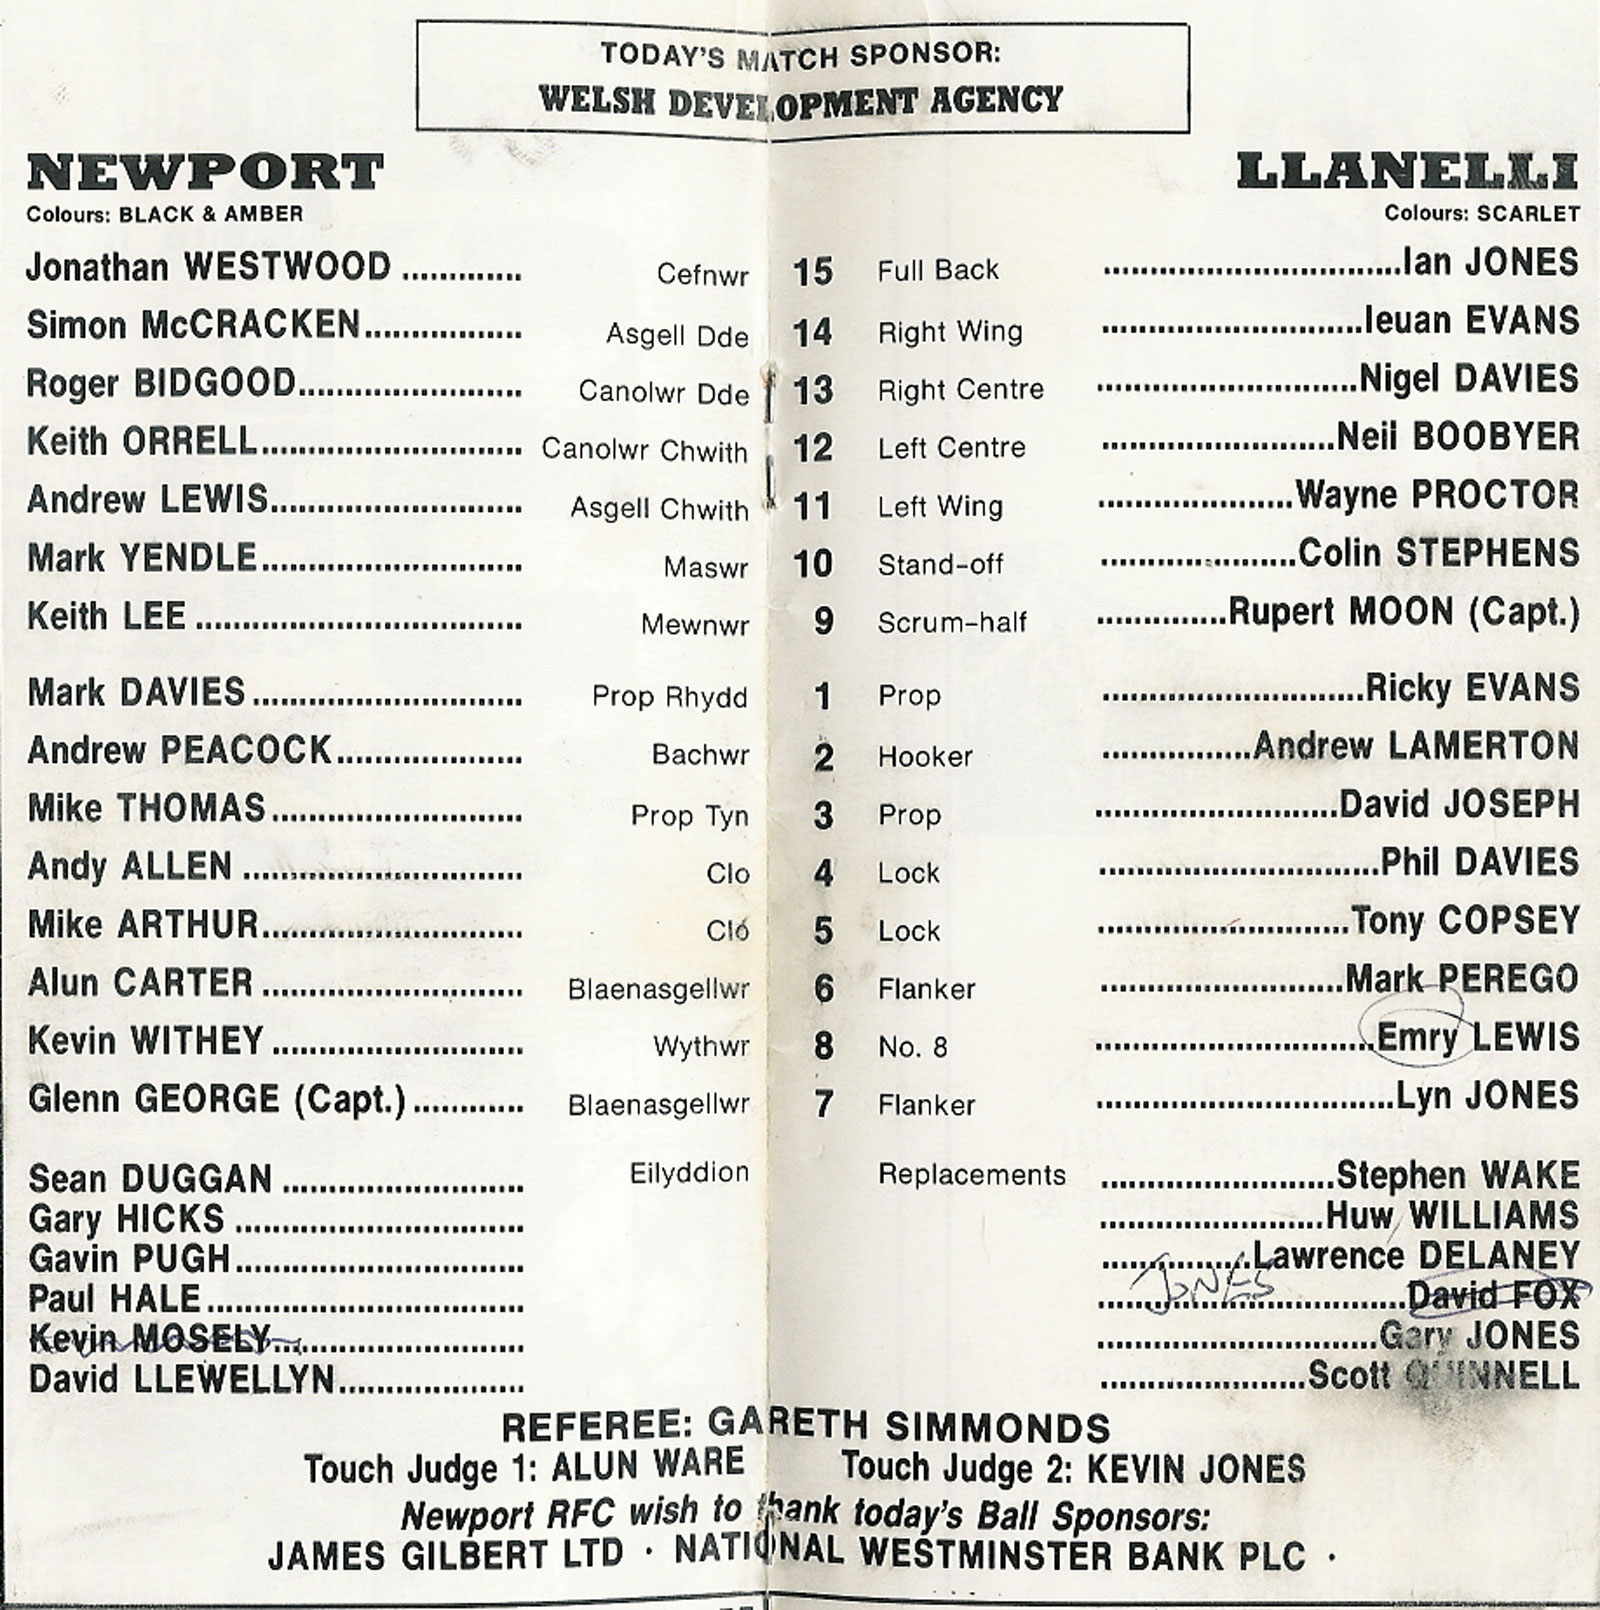 TODAY'S MATCH SPONSOR:
WELSH DEVELOPMENT AGENCY
NEWPORT LLANELLI
Colours: BLACK & AMBER Colours: SCARLET
Jonathan WESTWOOD ............. Cefnwr 15 Full Back ................................Ian JONES
Simon McCRACKEN................. Asgell Dde 14 Right Wing ............................Ieuan EVANS
Roger BIDGOOD........................ Canolwr Dde 13 Right Centre ............................Nigel DAVIES
Keith ORRELL............................ Canolwr Chwith 12 Left Centre .........................Neil BOOBYER
Andrew LEWIS........................... Asgell Chwith 11 Left Wing .....................Wayne PROCTOR
Mark YENDLE............................ Maswr 10 Stand-off .....................Colin STEPHENS
Keith LEE ................................... Mewnwr 9 Scrum-half ..............Rupert MOON (Capt.)
Mark DAVIES ............................. Prop Rhydd 1 Prop ............................Ricky EVANS
Andrew PEACOCK.................... Bachwr 2 Hooker ................Andrew LAMERTON
Mike THOMAS ........................... Prop Tyn 3 Prop ..........................David JOSEPH
Andy ALLEN .............................. Clo 4 Lock ..............................Phil DAVIES
Mike ARTHUR............................ Cló 5 Lock ...........................Tony COPSEY
Alun CARTER ............................ Blaenasgellwr 6 Flanker ..........................Mark PEREGO
Kevin WITHEY ........................... Wythwr 8 No. 8 ..............................Emry LEWIS
Glenn GEORGE (Capt.) ............ Blaenasgellwr 7 Flanker ................................Lyn JONES
Sean DUGGAN .......................... Eilyddion Replacements .........................Stephen WAKE
Gary HICKS ............................... ........................Huw WILLIAMS
Gavin PUGH............................... ................Lawrence DELANEY
Paul HALE .................................. JONES .................................David FOX
Kevin MOSELY........................... ..............................Gary JONES
David LLEWELLYN.................... ......................Scott QUINNELL
REFEREE: GARETH SIMMONDS
Touch Judge 1: ALUN WARE Touch Judge 2: KEVIN JONES
Newport RFC wish to thank today's Ball Sponsors:
JAMES GILBERT LTD · NATIONAL WESTMINSTER BANK PLC ·